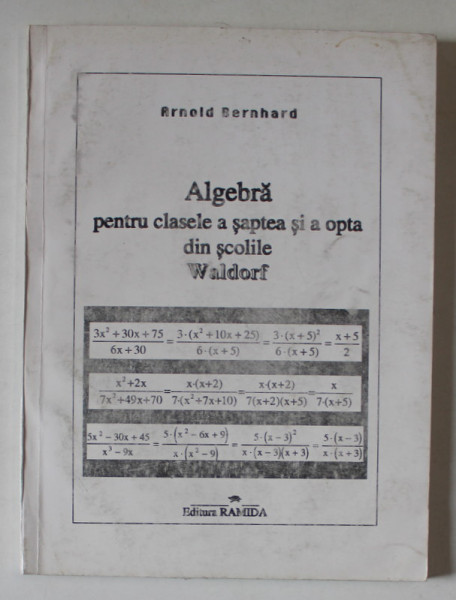 Arnold Bernhard
Algebră
pentru clasele a șaptea și a opta
din școlile
Waldorf
3x² + 30x + 75 / 6x + 30 = 3·(x² + 10x + 25) / 6·(x + 5) = 3·(x + 5)² / 6·(x + 5) = x + 5 / 2
x² + 2x / 7x² + 49x + 70 = x·(x+2) / 7·(x² + 7x + 10) = x·(x+2) / 7(x+2)(x+5) = x / 7·(x+5)
5x² − 30x + 45 / x³ − 9x = 5·(x² − 6x + 9) / x·(x² − 9) = 5·(x − 3)² / x·(x − 3)(x + 3) = 5·(x − 3) / x·(x + 3)
Editura RAMIDA